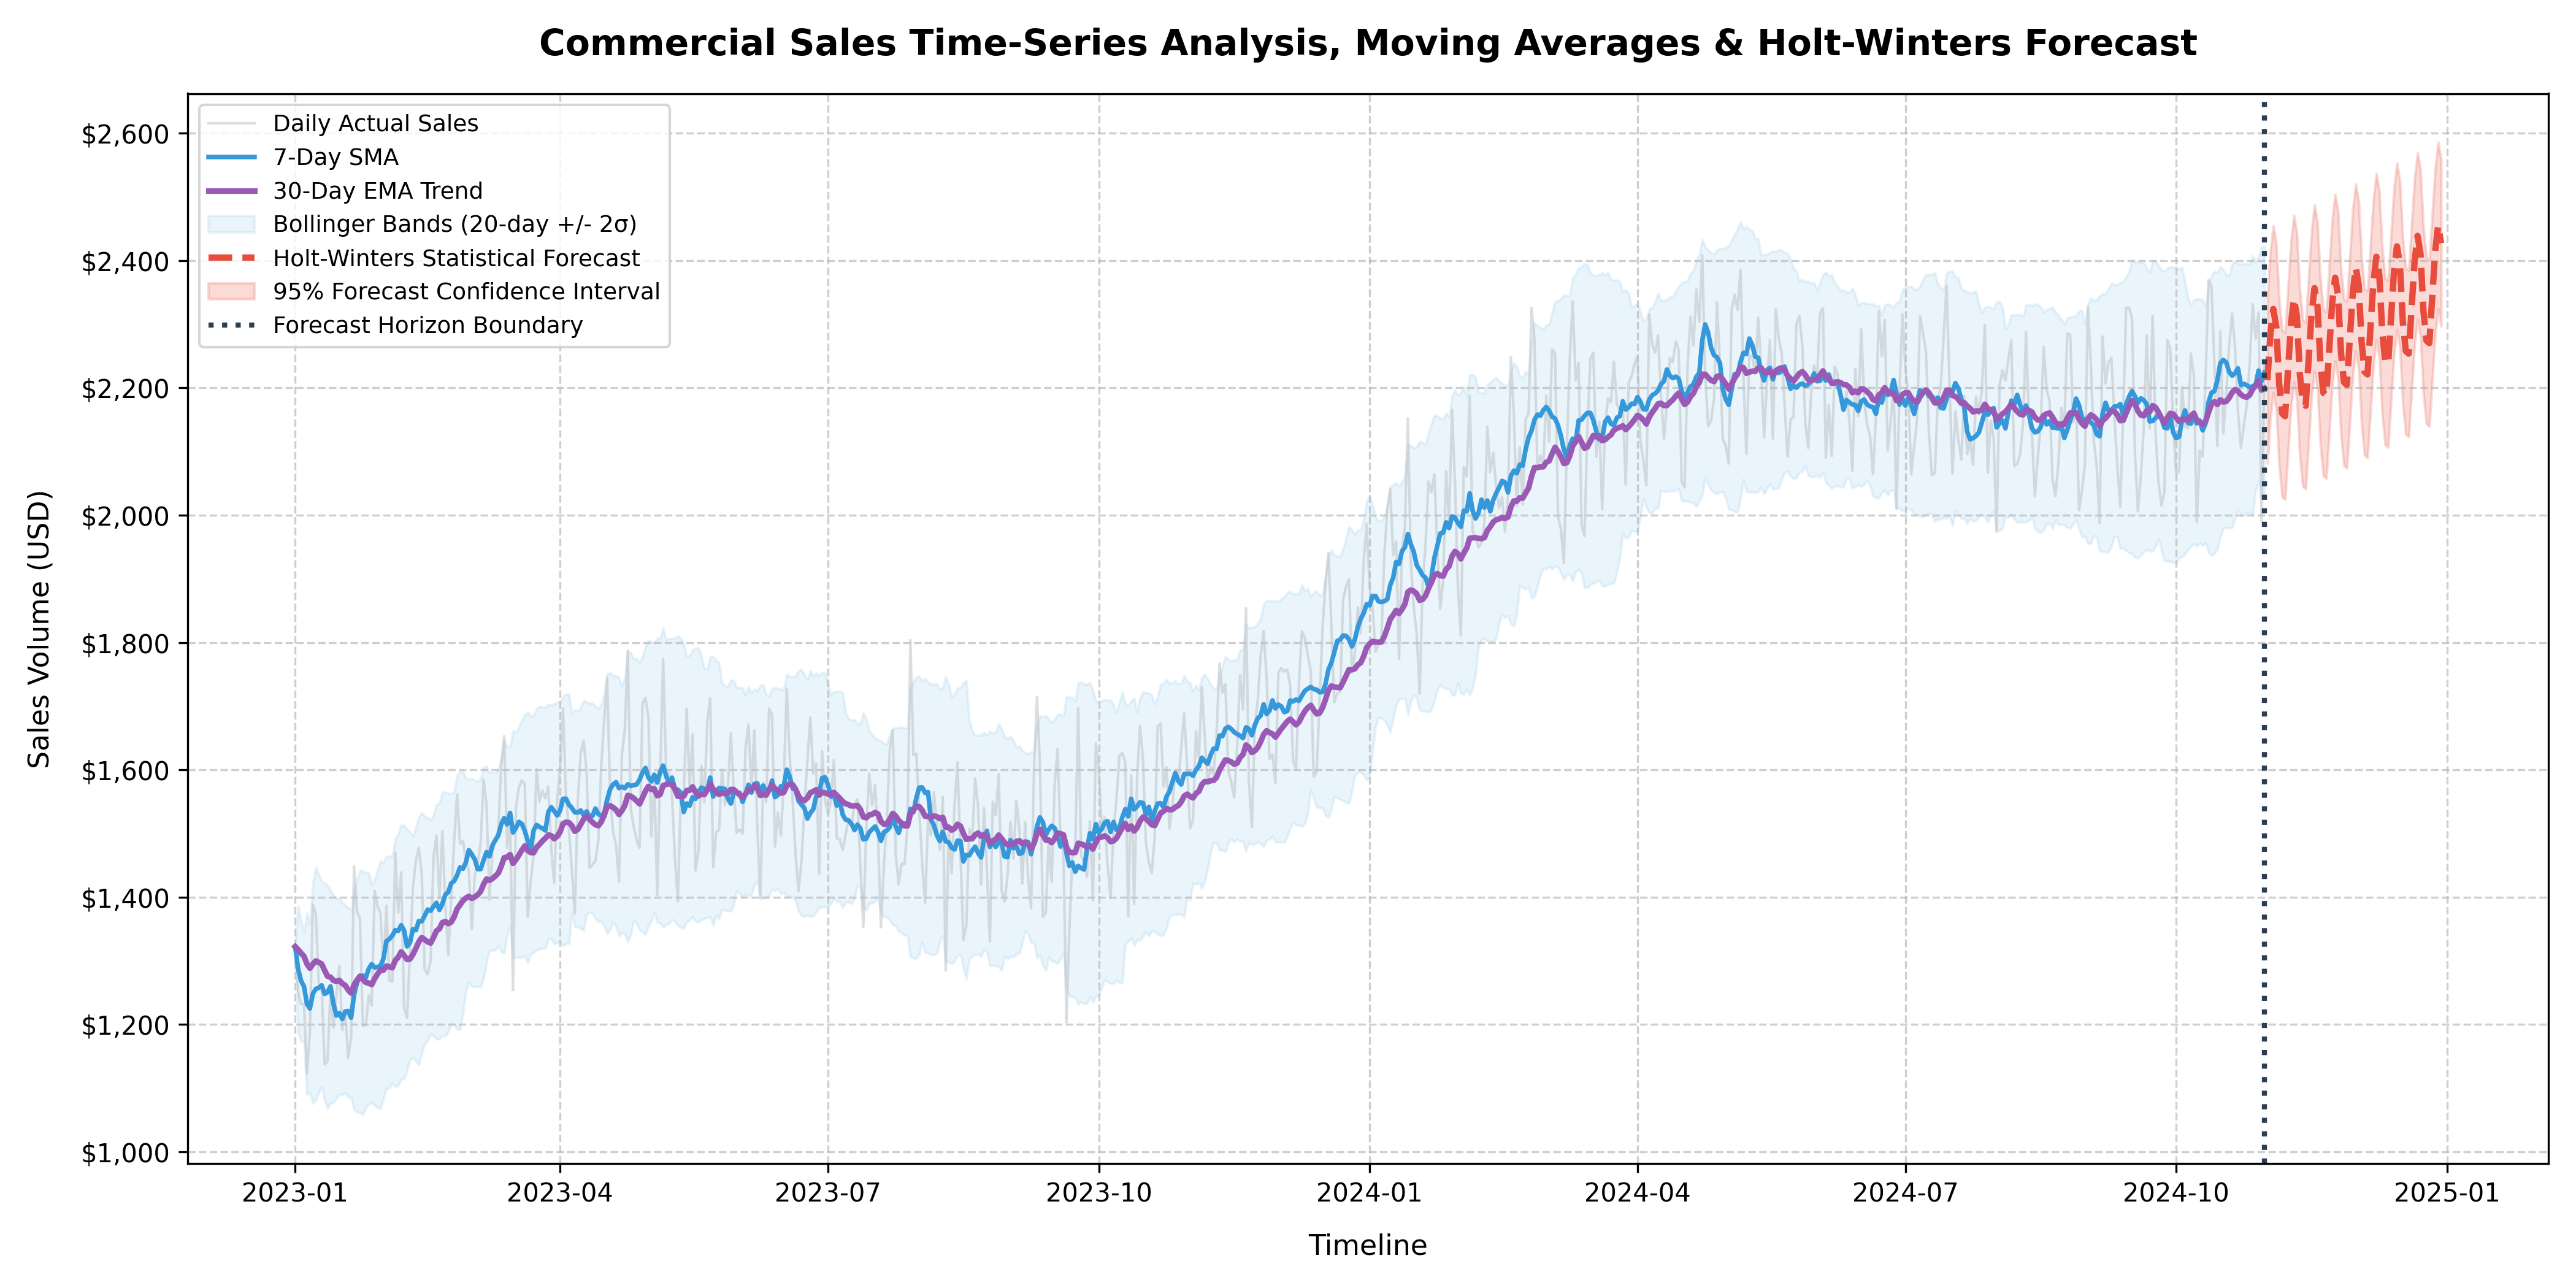 Commercial Sales Time-Series Analysis, Moving Averages & Holt-Winters Forecast
Daily Actual Sales
7-Day SMA
30-Day EMA Trend
Bollinger Bands (20-day +/- 2σ)
Holt-Winters Statistical Forecast
95% Forecast Confidence Interval
Forecast Horizon Boundary
$2,600
$2,400
$2,200
$2,000
$1,800
$1,600
$1,400
$1,200
$1,000
Sales Volume (USD)
2023-01
2023-04
2023-07
2023-10
2024-01
2024-04
2024-07
2024-10
2025-01
Timeline